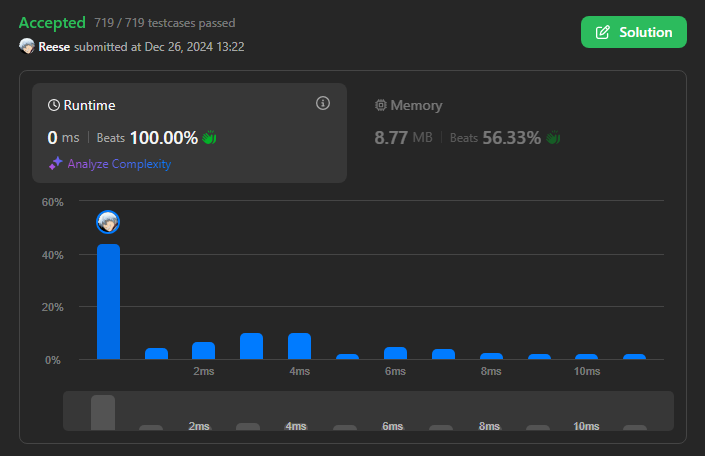 Accepted 719 / 719 testcases passed
Reese submitted at Dec 26, 2024 13:22
Solution
Runtime
0 ms Beats 100.00%
Analyze Complexity
Memory
8.77 MB Beats 56.33%
60%
40%
20%
0%
2ms 4ms 6ms 8ms 10ms
2ms 4ms 6ms 8ms 10ms